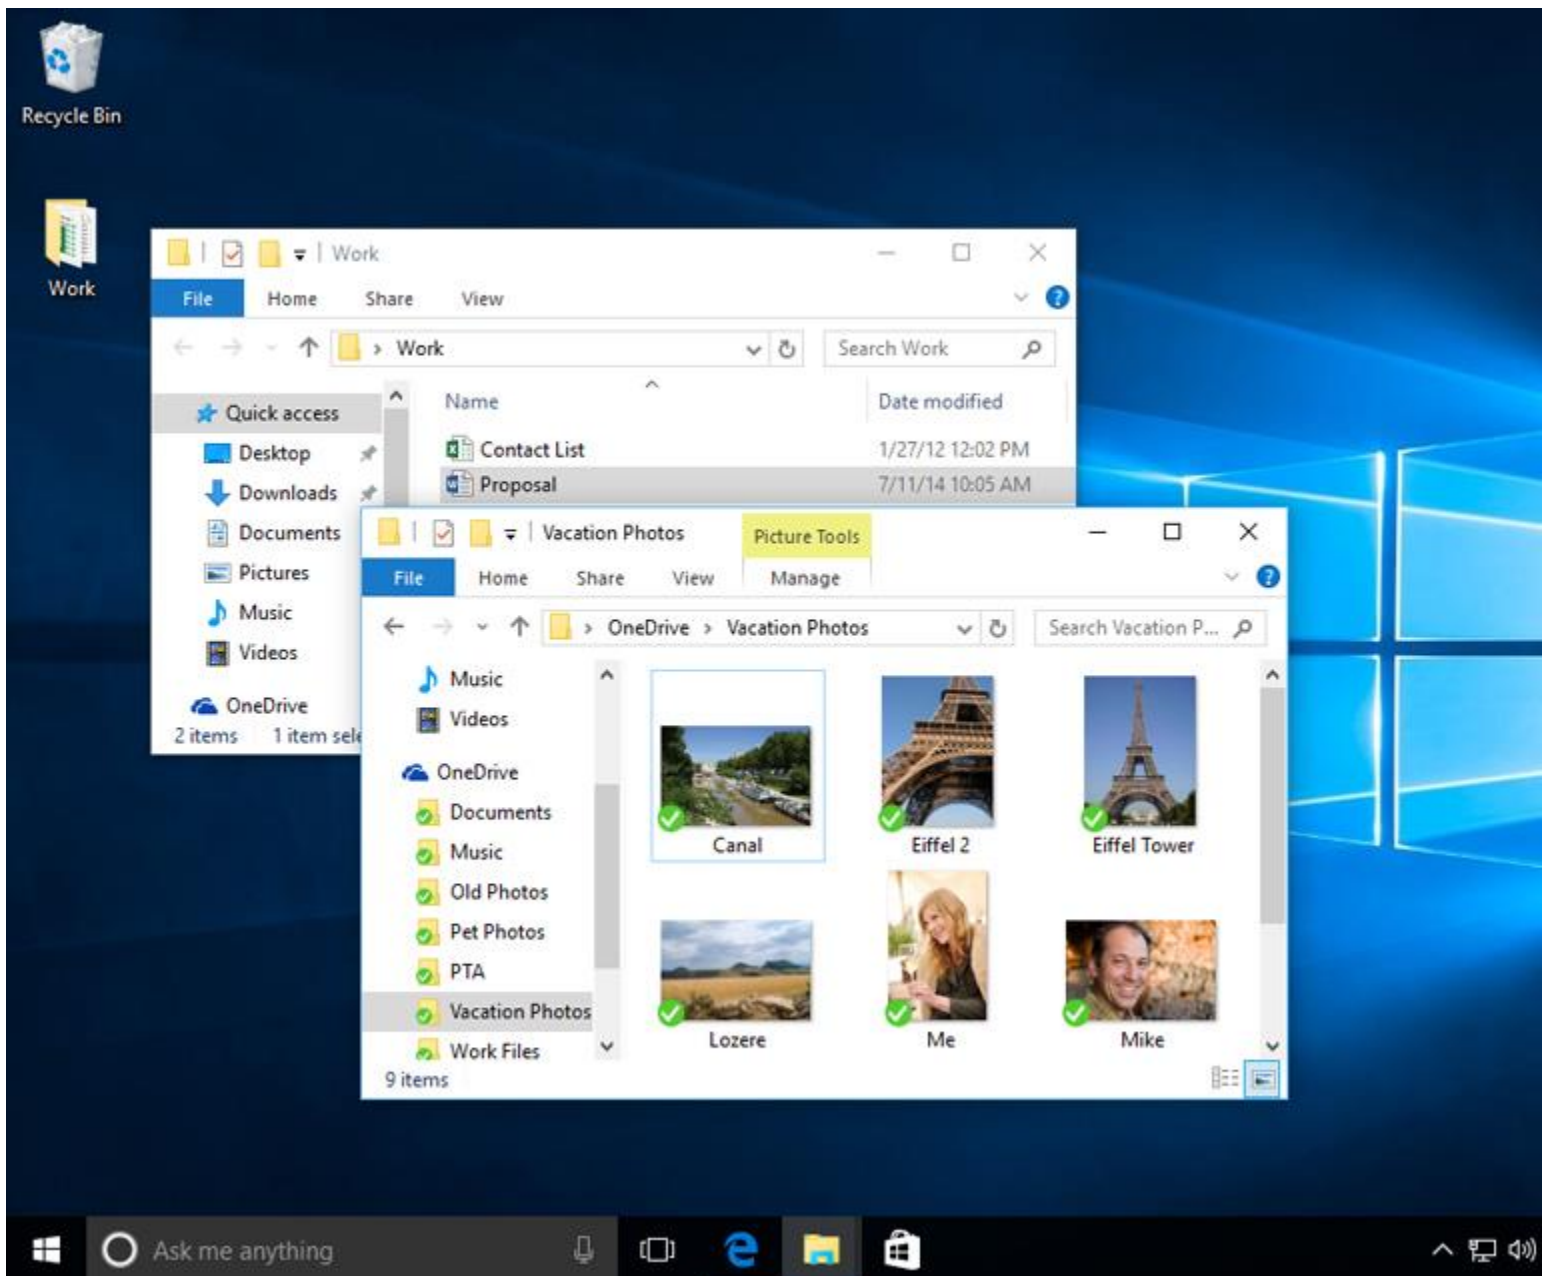 Recycle Bin
Work
Work
File Home Share View
Work
Search Work
Quick access
Desktop
Downloads
Documents
Pictures
Music
Videos
OneDrive
2 items 1 item sele
Name Date modified
Contact List 1/27/12 12:02 PM
Proposal 7/11/14 10:05 AM
Vacation Photos Picture Tools
File Home Share View Manage
OneDrive > Vacation Photos
Search Vacation P...
Music
Videos
OneDrive
Documents
Music
Old Photos
Pet Photos
PTA
Vacation Photos
Work Files
9 items
Canal Eiffel 2 Eiffel Tower
Lozere Me Mike
Ask me anything